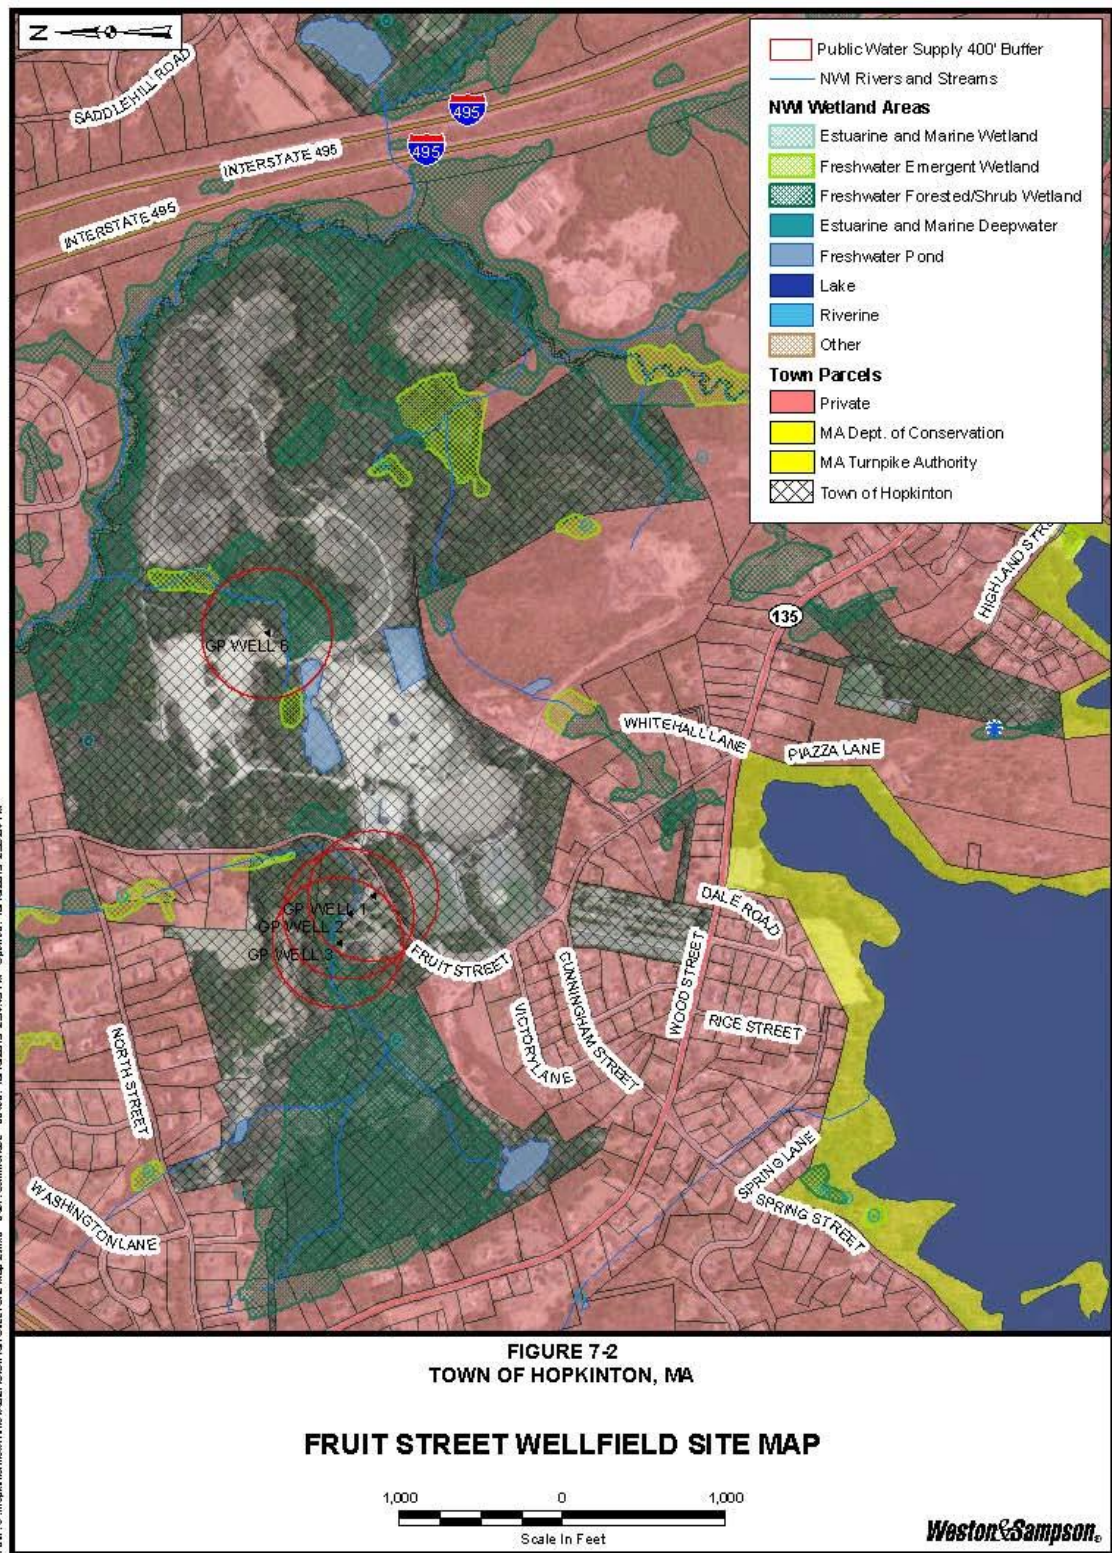 N
SADDLEHILL ROAD
495
495
INTERSTATE 495
INTERSTATE 495
Public Water Supply 400' Buffer
NWI Rivers and Streams
NWI Wetland Areas
Estuarine and Marine Wetland
Freshwater Emergent Wetland
Freshwater Forested/Shrub Wetland
Estuarine and Marine Deepwater
Freshwater Pond
Lake
Riverine
Other
Town Parcels
Private
MA Dept. of Conservation
MA Turnpike Authority
Town of Hopkinton
HIGHLAND STRE
135
GP WELL 6
WHITEHALL LANE
PIAZZA LANE
GP WELL 1
GP WELL 2
GP WELL 3
FRUIT STREET
DALE ROAD
CUNNINGHAM STREET
WOOD STREET
RICE STREET
VICTORY LANE
NORTH STREET
SPRING LANE
SPRING STREET
WASHINGTON LANE
FIGURE 7-2
TOWN OF HOPKINTON, MA
FRUIT STREET WELLFIELD SITE MAP
1,000 0 1,000
Scale In Feet
Weston&Sampson®